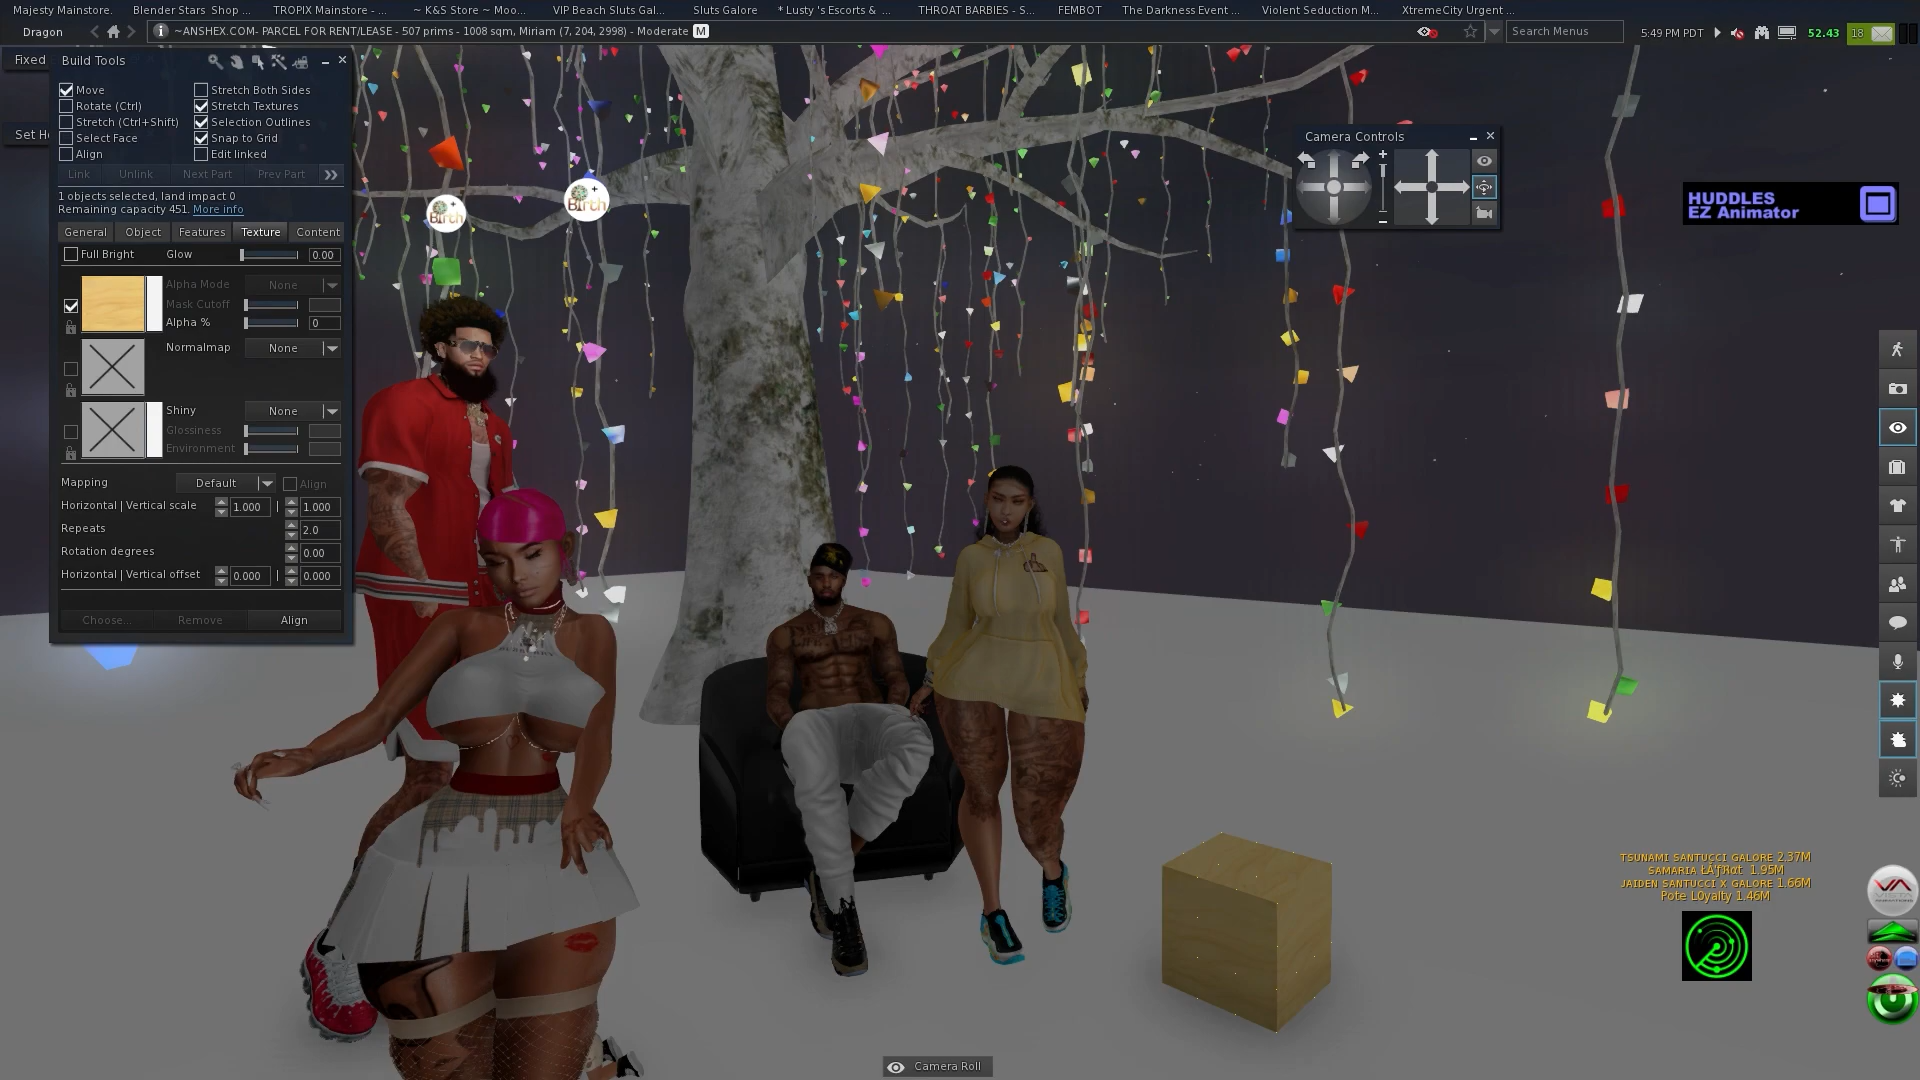 Majesty Mainstore.
Blender Stars Shop ...
TROPIX Mainstore - ...
~ K&S Store ~ Moo...
VIP Beach Sluts Gal...
Sluts Galore
* Lusty 's Escorts & ...
THROAT BARBIES - S...
FEMBOT
The Darkness Event ...
Violent Seduction M...
XtremeCity Urgent ...
Dragon
~ANSHEX.COM- PARCEL FOR RENT/LEASE - 507 prims - 1008 sqm, Miriam (7, 204, 2998) - Moderate M
Search Menus
5:49 PM PDT
52.43
18
Fixed
Build Tools
Move
Stretch Both Sides
Rotate (Ctrl)
Stretch Textures
Stretch (Ctrl+Shift)
Selection Outlines
Select Face
Snap to Grid
Set H
Align
Edit linked
Link
Unlink
Next Part
Prev Part
1 objects selected, land impact 0
Remaining capacity 451. More info
General
Object
Features
Texture
Content
Full Bright
Glow
0.00
Alpha Mode
None
Mask Cutoff
Alpha %
0
Normalmap
None
Shiny
None
Glossiness
Environment
Mapping
Default
Align
Horizontal | Vertical scale
1.000
|
1.000
Repeats
2.0
Rotation degrees
0.00
Horizontal | Vertical offset
0.000
|
0.000
Choose...
Remove
Align
Birth
Birth
Camera Controls
HUDDLES
EZ Animator
TSUNAMI SANTUCCI GALORE 2.37M
JAIDEN SANTUCCI X GALORE 1.66M
Pote L0yalty 1.46M
VA
Camera Roll